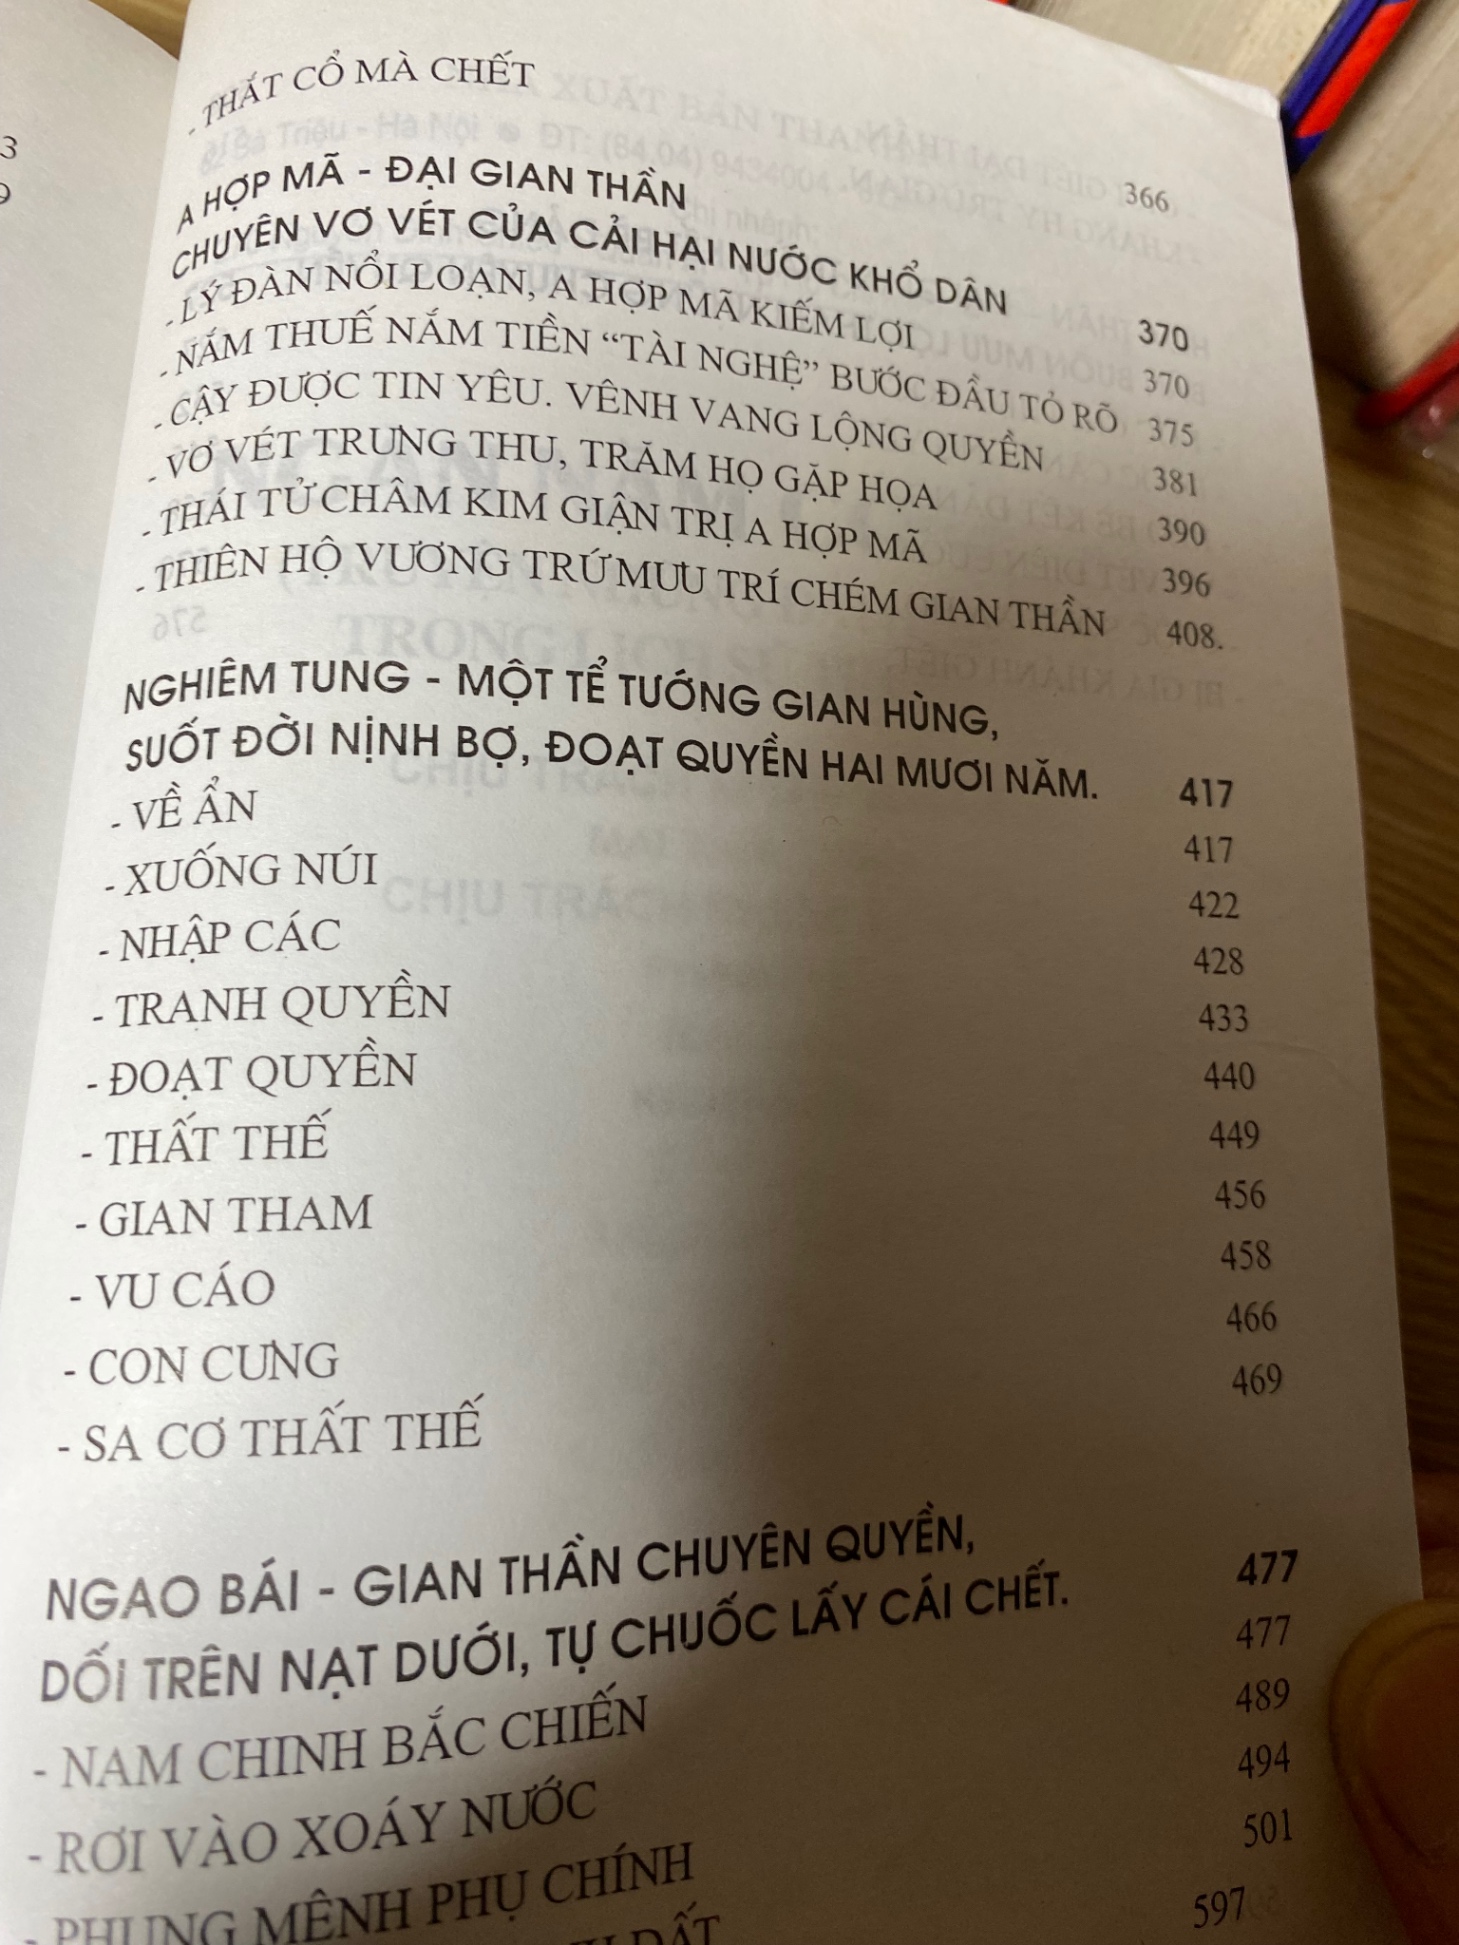 - THẮT CỔ MÀ CHẾT 366
A HỢP MÃ - ĐẠI GIAN THẦN
CHUYÊN VƠ VÉT CỦA CẢI HẠI NƯỚC KHỔ DÂN 370
- LÝ ĐÀN NỔI LOẠN, A HỢP MÃ KIẾM LỢI 370
- NẮM THUẾ NẮM TIỀN “TÀI NGHỆ” BƯỚC ĐẦU TỎ RÕ 375
- CẬY ĐƯỢC TIN YÊU. VÊNH VANG LỘNG QUYỀN 381
- VƠ VÉT TRƯNG THU, TRĂM HỌ GẶP HỌA 390
- THÁI TỬ CHÂM KIM GIẬN TRỊ A HỢP MÃ 396
- THIÊN HỘ VƯƠNG TRỨ MƯU TRÍ CHÉM GIAN THẦN 408.
NGHIÊM TUNG - MỘT TỂ TƯỚNG GIAN HÙNG,
SUỐT ĐỜI NỊNH BỢ, ĐOẠT QUYỀN HAI MƯƠI NĂM. 417
- VỀ ẨN 417
- XUỐNG NÚI 422
- NHẬP CÁC 428
- TRANH QUYỀN 433
- ĐOẠT QUYỀN 440
- THẤT THẾ 449
- GIAN THAM 456
- VU CÁO 458
- CON CƯNG 466
- SA CƠ THẤT THẾ 469
NGAO BÁI - GIAN THẦN CHUYÊN QUYỀN,
DỐI TRÊN NẠT DƯỚI, TỰ CHUỐC LẤY CÁI CHẾT. 477
- NAM CHINH BẮC CHIẾN 477
- RƠI VÀO XOÁY NƯỚC 489
- PHỤNG MỆNH PHỤ CHÍNH 494
ĐẤT 501
597